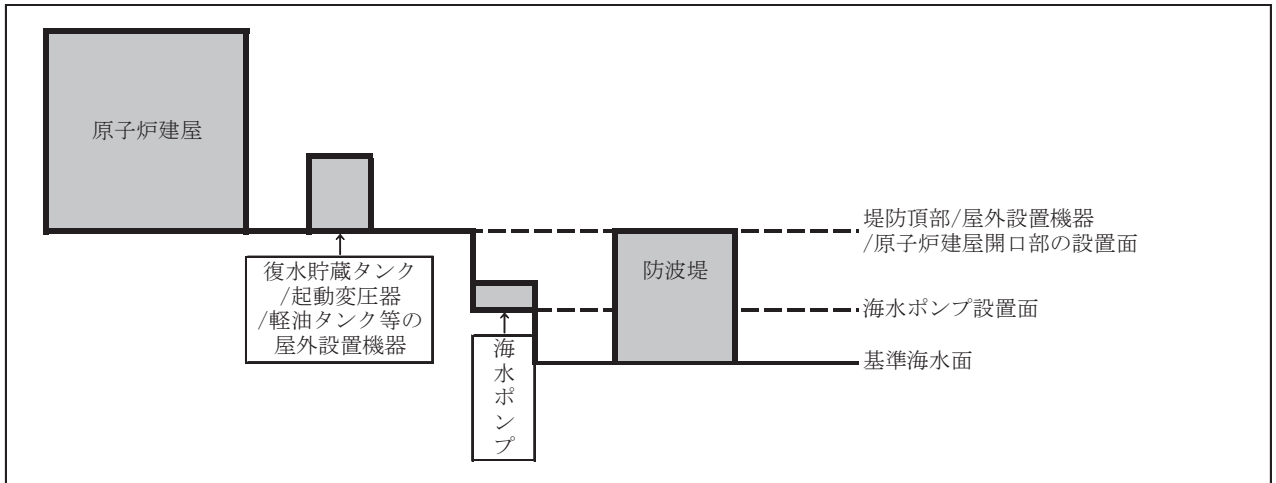 原子炉建屋
復水貯蔵タンク
/起動変圧器
/軽油タンク等の
屋外設置機器
海水ポンプ
防波堤
堤防頂部/屋外設置機器
/原子炉建屋開口部の設置面
海水ポンプ設置面
基準海水面